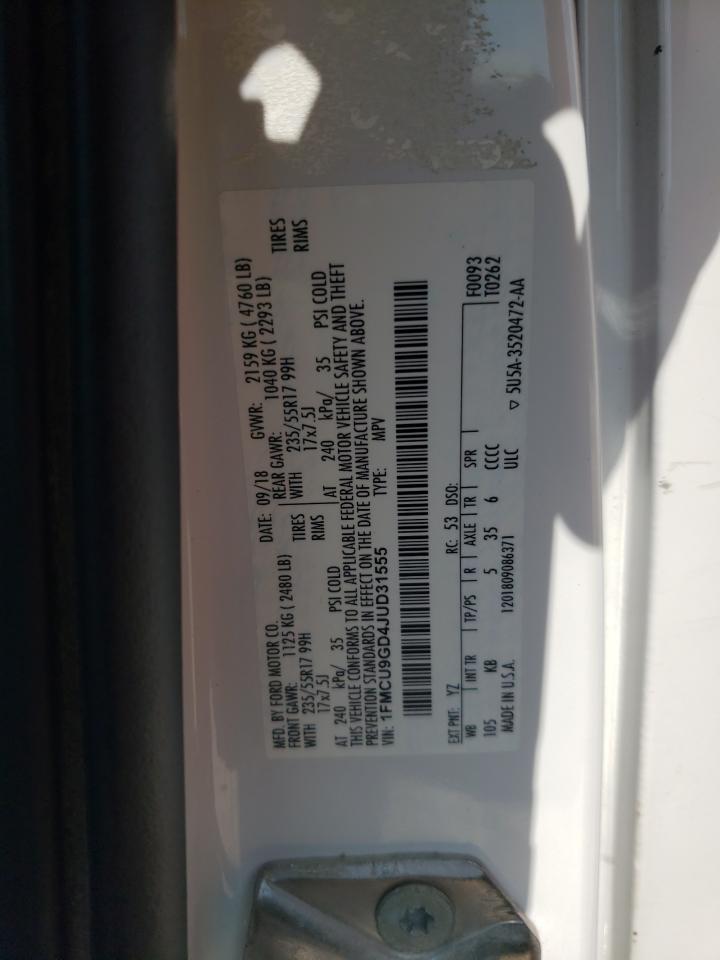 MFD. BY FORD MOTOR CO.
DATE: 09/18 GVWR: 2159 KG ( 4760 LB)
FRONT GAWR: 1125 KG ( 2480 LB)
REAR GAWR: 1040 KG ( 2293 LB)
WITH 235/55R17 99H TIRES
WITH 235/55R17 99H TIRES
17x7.5J RIMS
17x7.5J RIMS
AT 240 kPa/ 35 PSI COLD
AT 240 kPa/ 35 PSI COLD
THIS VEHICLE CONFORMS TO ALL APPLICABLE FEDERAL MOTOR VEHICLE SAFETY AND THEFT
PREVENTION STANDARDS IN EFFECT ON THE DATE OF MANUFACTURE SHOWN ABOVE.
VIN: 1FMCU9GD4JUD31555 TYPE: MPV
EXT PNT: YZ RC: 53 DSO: F0093
WB INT TR TP/PS R AXLE TR SPR T0262
105 KB 5 35 6 CCCC
MADE IN U.S.A. 1201809086371 ULC ▽ 5U5A-3520472-AA